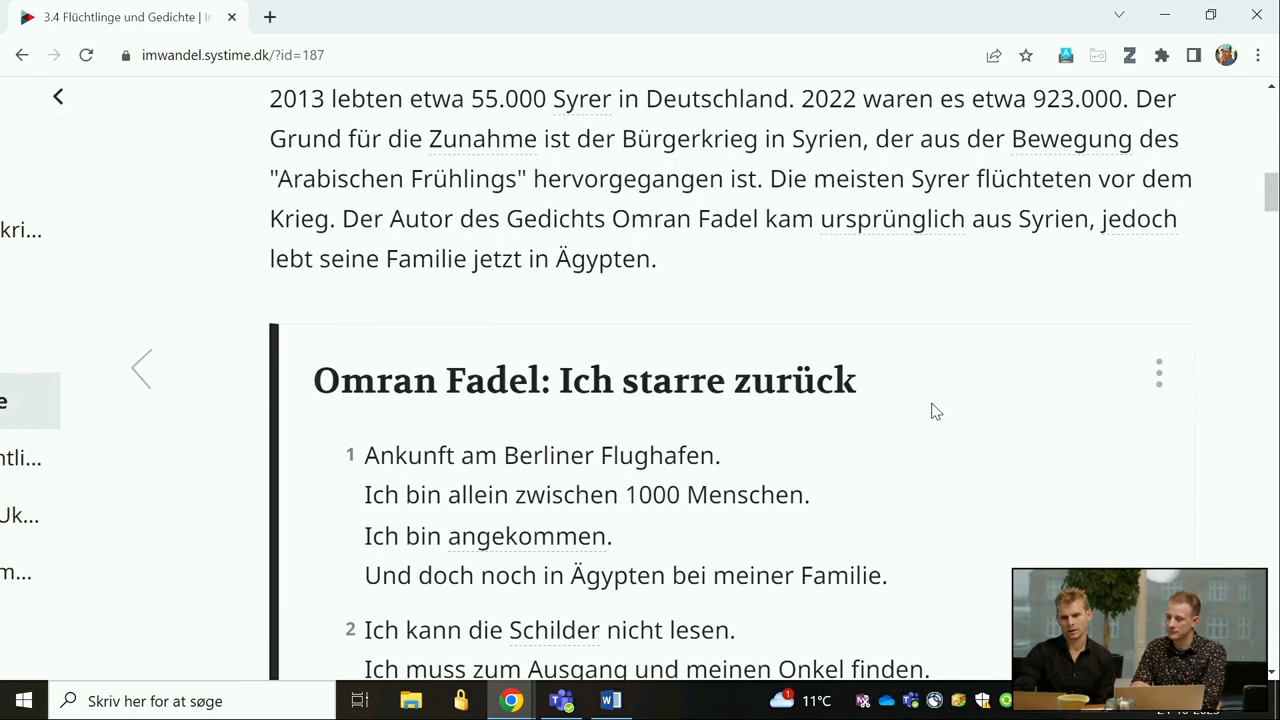 3.4 Flüchtlinge und Gedichte | In
imwandel.systime.dk/?id=187
2013 lebten etwa 55.000 Syrer in Deutschland. 2022 waren es etwa 923.000. Der
Grund für die Zunahme ist der Bürgerkrieg in Syrien, der aus der Bewegung des
"Arabischen Frühlings" hervorgegangen ist. Die meisten Syrer flüchteten vor dem
Krieg. Der Autor des Gedichts Omran Fadel kam ursprünglich aus Syrien, jedoch
lebt seine Familie jetzt in Ägypten.
kri...
e
ntli...
Uk...
m...
Omran Fadel: Ich starre zurück
1 Ankunft am Berliner Flughafen.
Ich bin allein zwischen 1000 Menschen.
Ich bin angekommen.
Und doch noch in Ägypten bei meiner Familie.
2 Ich kann die Schilder nicht lesen.
Ich muss zum Ausgang und meinen Onkel finden.
Skriv her for at søge
1
11°C